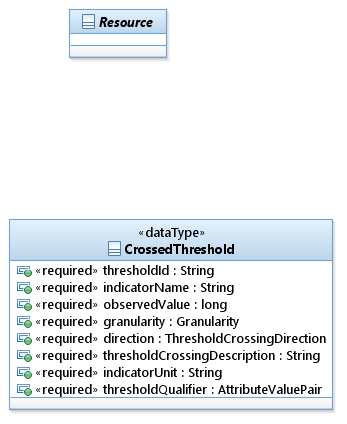 Resource
«dataType»
CrossedThreshold
«required» thresholdId : String
«required» indicatorName : String
«required» observedValue : long
«required» granularity : Granularity
«required» direction : ThresholdCrossingDirection
«required» thresholdCrossingDescription : String
«required» indicatorUnit : String
«required» thresholdQualifier : AttributeValuePair